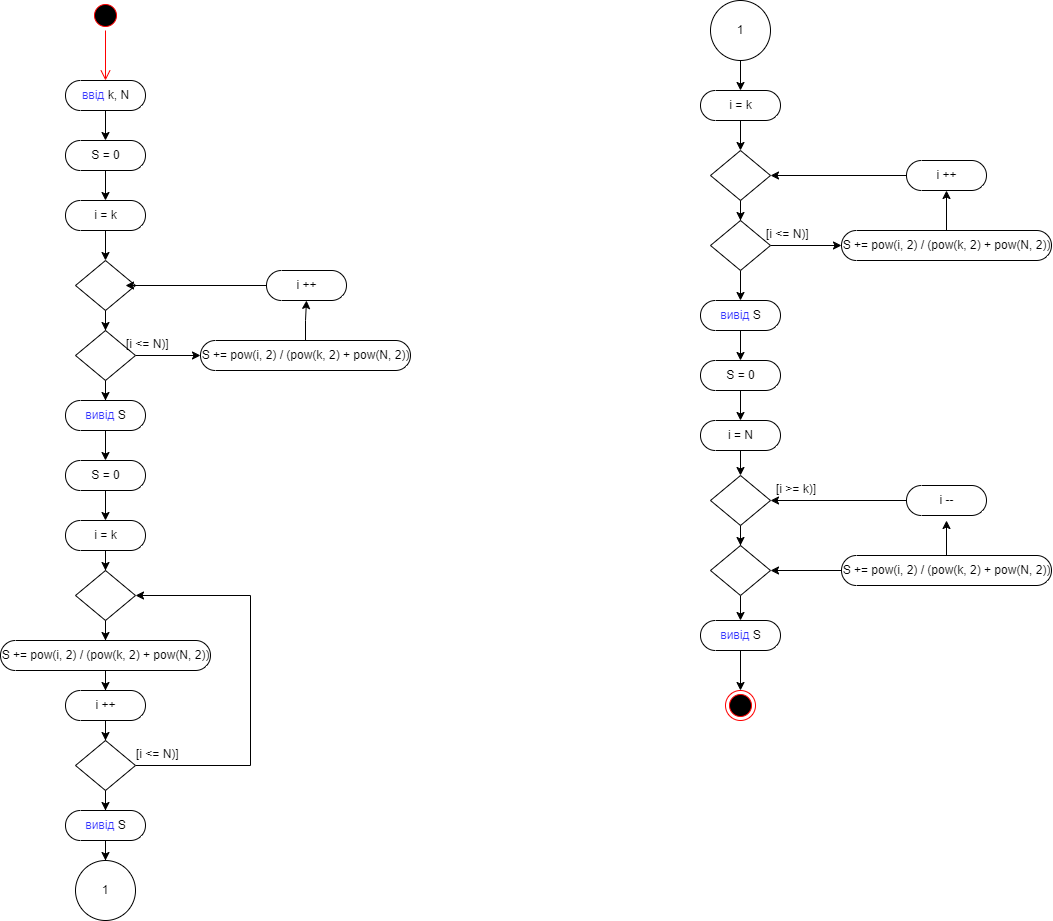 ввід k, N
S = 0
i = k
i ++
[i <= N)]
S += pow(i, 2) / (pow(k, 2) + pow(N, 2))
вивід S
S = 0
i = k
S += pow(i, 2) / (pow(k, 2) + pow(N, 2))
i ++
[i <= N)]
вивід S
1
1
i = k
i ++
[i <= N)]
S += pow(i, 2) / (pow(k, 2) + pow(N, 2))
вивід S
S = 0
i = N
[i >= k)]
i --
S += pow(i, 2) / (pow(k, 2) + pow(N, 2))
вивід S